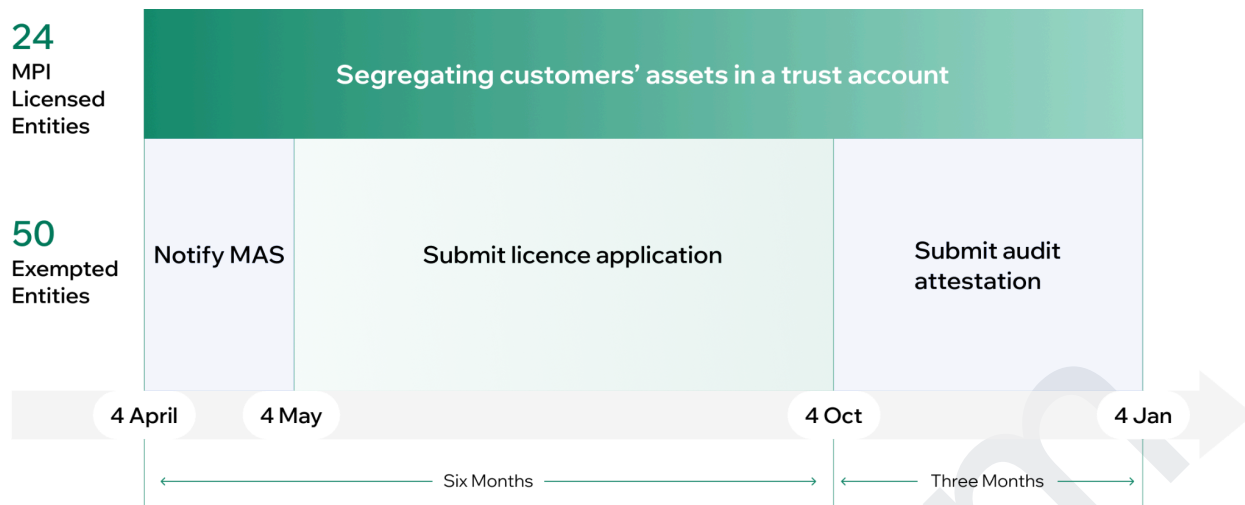 24
MPI
Licensed
Entities
Segregating customers’ assets in a trust account
50
Exempted
Entities
Notify MAS
Submit licence application
Submit audit
attestation
4 April
4 May
4 Oct
4 Jan
Six Months
Three Months